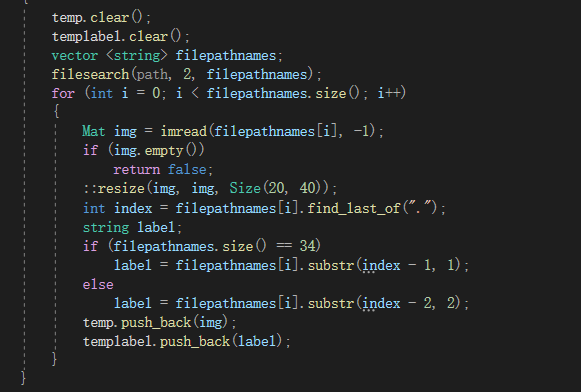 temp.clear();
templabel.clear();
vector <string> filepathnames;
filesearch(path, 2, filepathnames);
for (int i = 0; i < filepathnames.size(); i++)
{
Mat img = imread(filepathnames[i], -1);
if (img.empty())
return false;
::resize(img, img, Size(20, 40));
int index = filepathnames[i].find_last_of(".");
string label;
if (filepathnames.size() == 34)
label = filepathnames[i].substr(index - 1, 1);
else
label = filepathnames[i].substr(index - 2, 2);
temp.push_back(img);
templabel.push_back(label);
}
}